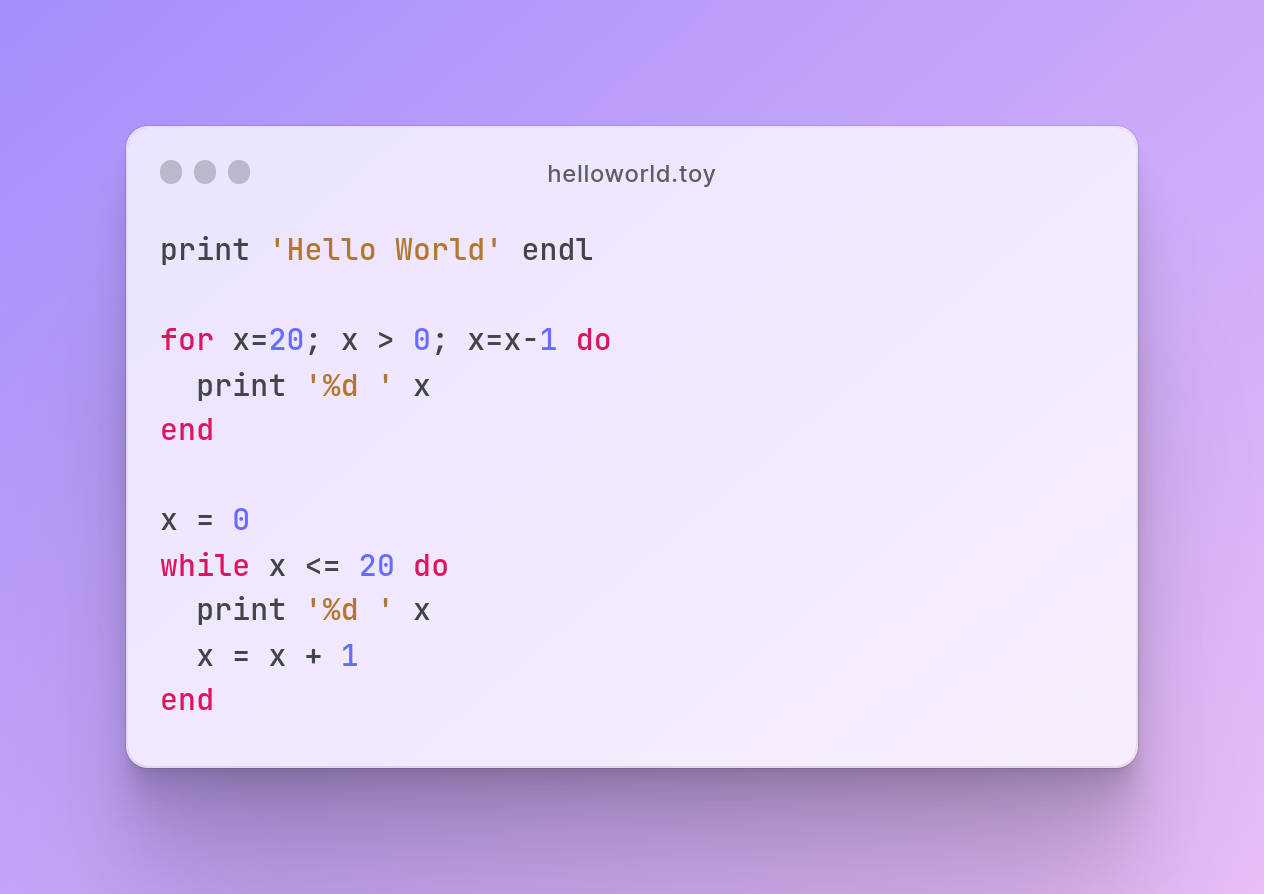 helloworld.toy
print 'Hello World' endl
for x=20; x > 0; x=x-1 do
  print '%d ' x
end
x = 0
while x <= 20 do
  print '%d ' x
  x = x + 1
end